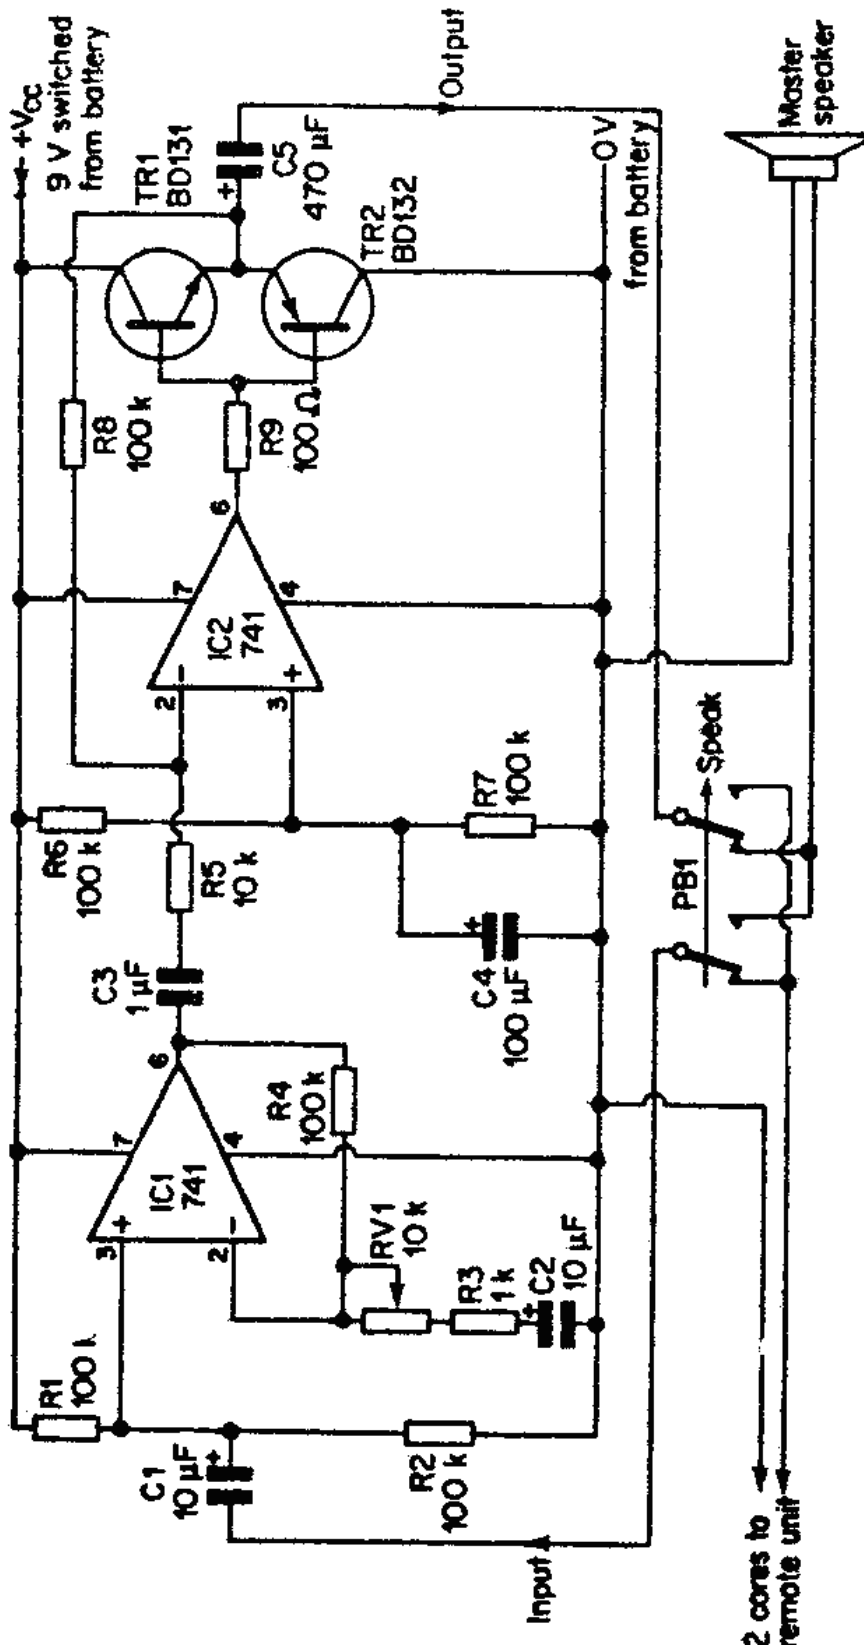 +Vcc
9 V switched
from battery
TR1
BD131
C5
470 µF
Output
TR2
BD132
0V
from battery
Master
speaker
R8
100 k
R9
100 Ω
6
7
4
IC2
741
2
−
3
+
R6
100 k
R5
10 k
R7
100 k
Speak
PB1
C3
1 µF
+
C4
100 µF
6
R4
100 k
7
4
IC1
741
3
+
2
−
RV1
10 k
R3
1 k
+
C2
10 µF
R1
100 k
+
C1
10 µF
R2
100 k
+
Input
2 cores to
remote unit